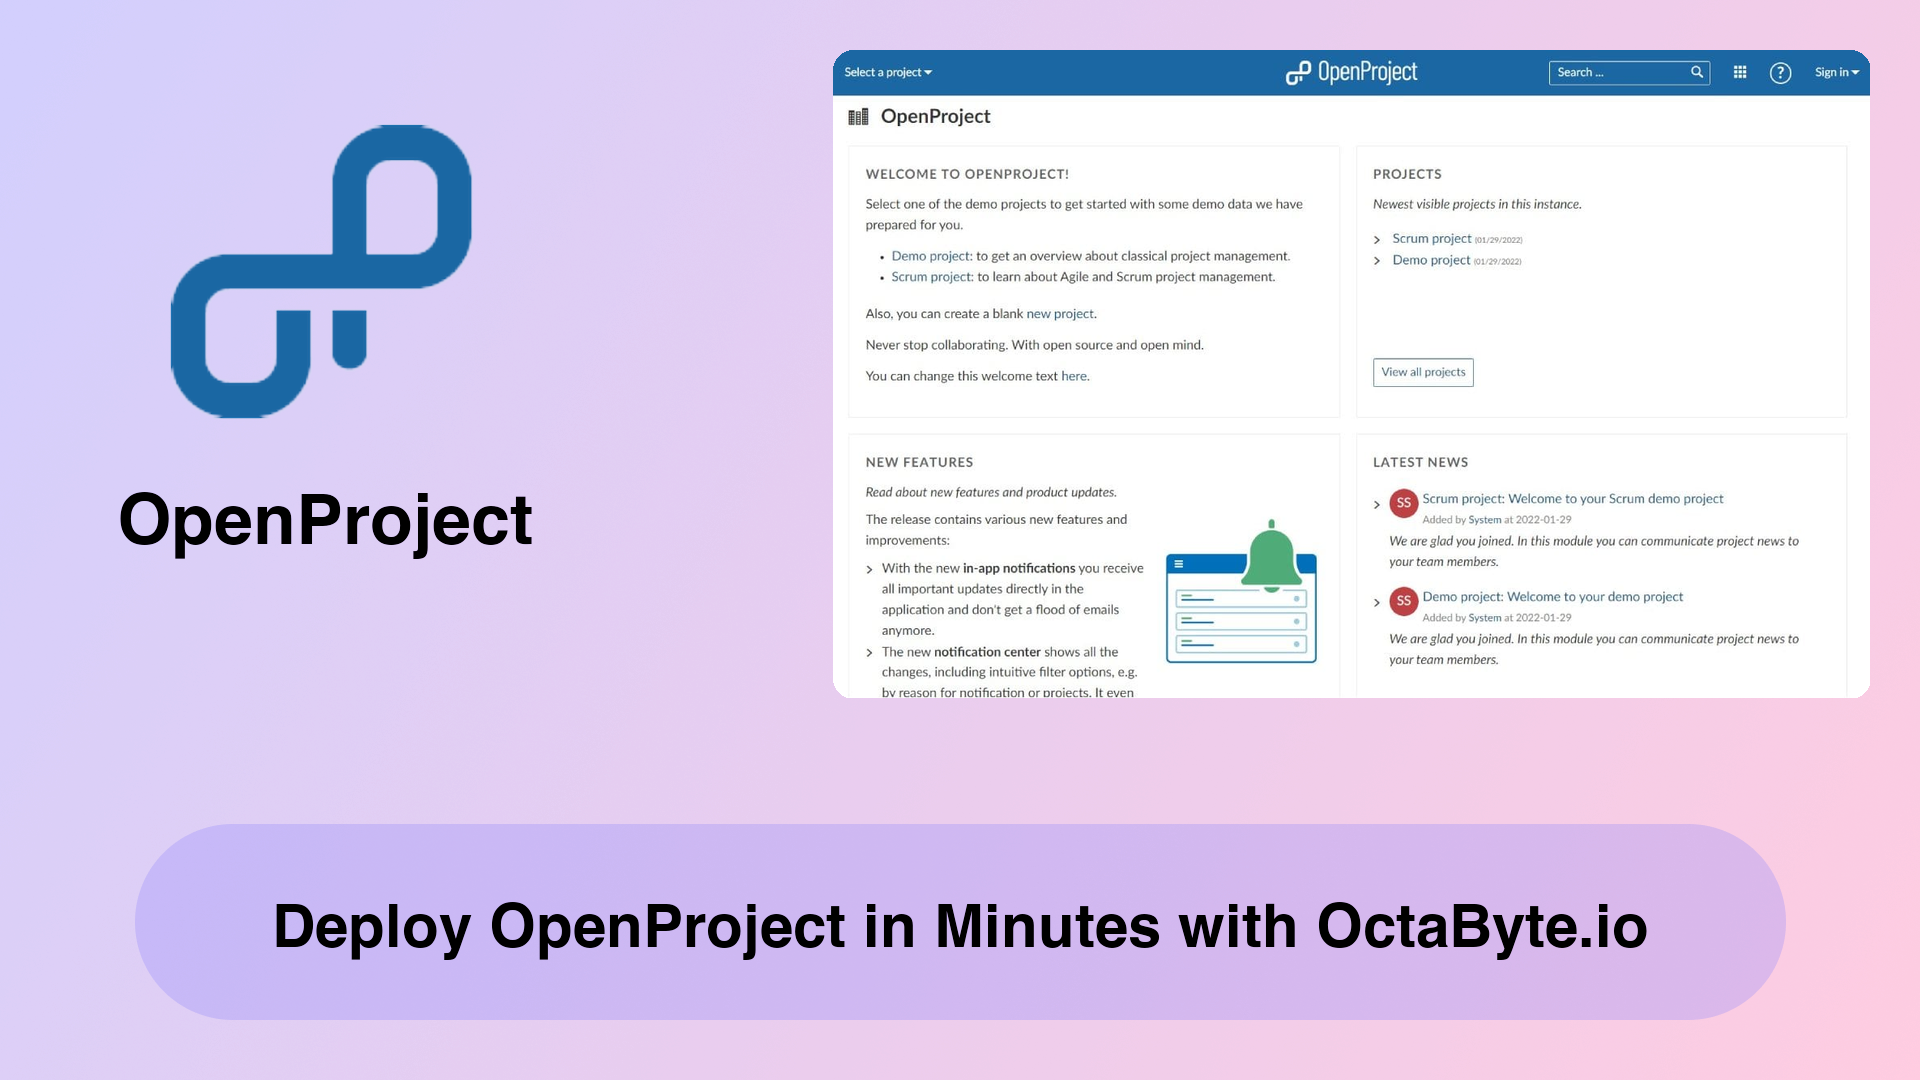 OpenProject
Select a project
OpenProject
Search ...
?
Sign in
OpenProject
WELCOME TO OPENPROJECT!
Select one of the demo projects to get started with some demo data we have
prepared for you.
• Demo project: to get an overview about classical project management.
• Scrum project: to learn about Agile and Scrum project management.
Also, you can create a blank new project.
Never stop collaborating. With open source and open mind.
You can change this welcome text here.
PROJECTS
Newest visible projects in this instance.
Scrum project (01/29/2022)
Demo project (01/29/2022)
View all projects
NEW FEATURES
Read about new features and product updates.
The release contains various new features and
improvements:
With the new in-app notifications you receive
all important updates directly in the
application and don't get a flood of emails
anymore.
The new notification center shows all the
changes, including intuitive filter options, e.g.
by reason for notification or projects. It even
LATEST NEWS
SS Scrum project: Welcome to your Scrum demo project
Added by System at 2022-01-29
We are glad you joined. In this module you can communicate project news to
your team members.
SS Demo project: Welcome to your demo project
Added by System at 2022-01-29
We are glad you joined. In this module you can communicate project news to
your team members.
Deploy OpenProject in Minutes with OctaByte.io